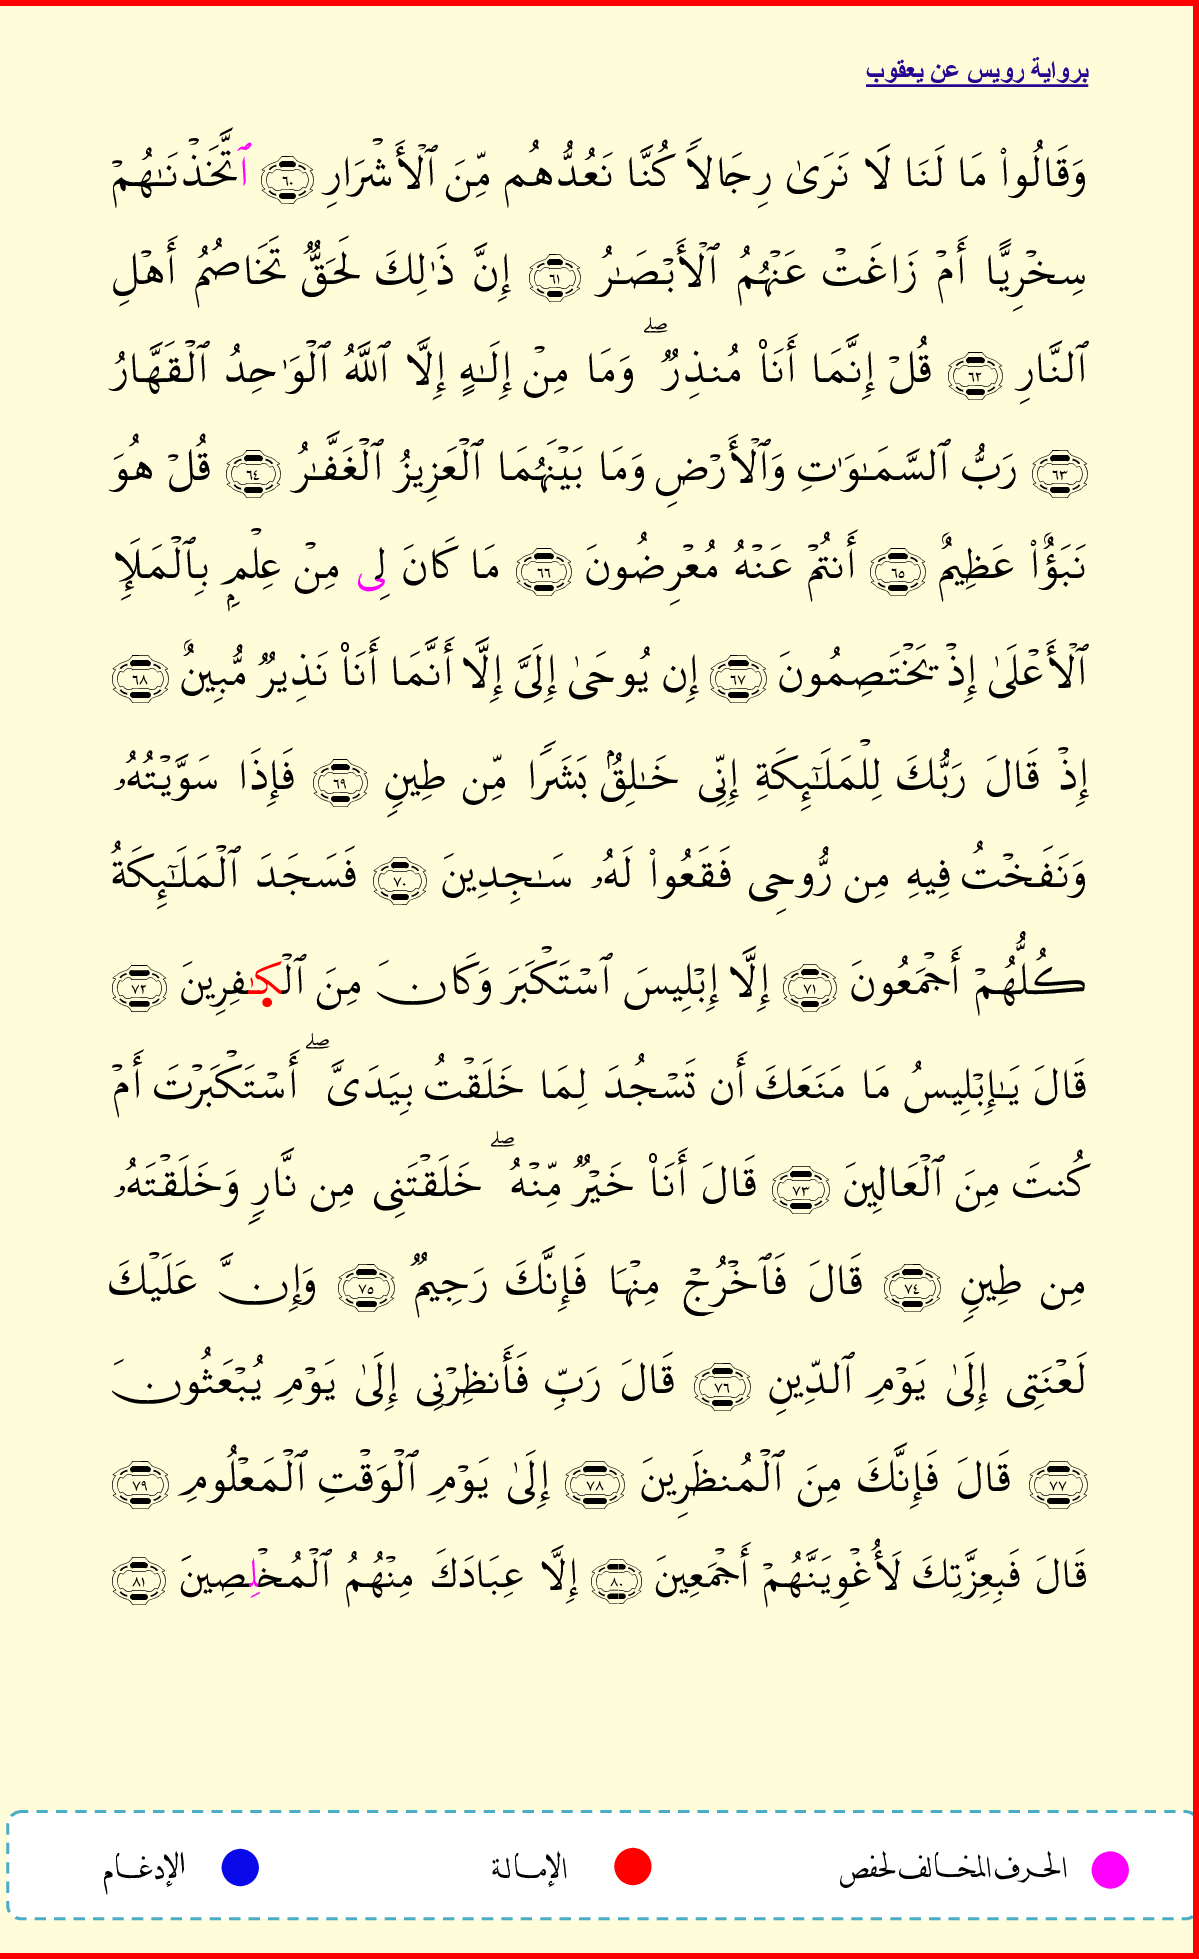 برواية رويس عن يعقوب
وَقَالُوا۟ مَا لَنَا لَا نَرَىٰ رِجَالًا كُنَّا نَعُدُّهُم مِّنَ ٱلْأَشْرَارِ ٦٠ ٱتَّخَذْنَـٰهُمْ
سِخْرِيًّا أَمْ زَاغَتْ عَنْهُمُ ٱلْأَبْصَـٰرُ ٦١ إِنَّ ذَٰلِكَ لَحَقٌّ تَخَاصُمُ أَهْلِ
ٱلنَّارِ ٦٢ قُلْ إِنَّمَا أَنَا۠ مُنذِرٌ ۖ وَمَا مِنْ إِلَـٰهٍ إِلَّا ٱللَّهُ ٱلْوَٰحِدُ ٱلْقَهَّارُ
٦٣ رَبُّ ٱلسَّمَـٰوَٰتِ وَٱلْأَرْضِ وَمَا بَيْنَهُمَا ٱلْعَزِيزُ ٱلْغَفَّـٰرُ ٦٤ قُلْ هُوَ
نَبَؤٌا۟ عَظِيمٌ ٦٥ أَنتُمْ عَنْهُ مُعْرِضُونَ ٦٦ مَا كَانَ لِى مِنْ عِلْمٍۭ بِٱلْمَلَإِ
ٱلْأَعْلَىٰ إِذْ يَخْتَصِمُونَ ٦٧ إِن يُوحَىٰ إِلَىَّ إِلَّا أَنَّمَا أَنَا۠ نَذِيرٌ مُّبِينٌ ٦٨
إِذْ قَالَ رَبُّكَ لِلْمَلَـٰٓئِكَةِ إِنِّى خَـٰلِقٌۢ بَشَرًا مِّن طِينٍ ٦٩ فَإِذَا سَوَّيْتُهُۥ
وَنَفَخْتُ فِيهِ مِن رُّوحِى فَقَعُوا۟ لَهُۥ سَـٰجِدِينَ ٧٠ فَسَجَدَ ٱلْمَلَـٰٓئِكَةُ
كُلُّهُمْ أَجْمَعُونَ ٧١ إِلَّا إِبْلِيسَ ٱسْتَكْبَرَ وَكَانَ مِنَ ٱلْكَـٰفِرِينَ ٧٢
قَالَ يَـٰإِبْلِيسُ مَا مَنَعَكَ أَن تَسْجُدَ لِمَا خَلَقْتُ بِيَدَىَّ ۖ أَسْتَكْبَرْتَ أَمْ
كُنتَ مِنَ ٱلْعَالِينَ ٧٣ قَالَ أَنَا۠ خَيْرٌ مِّنْهُ ۖ خَلَقْتَنِى مِن نَّارٍ وَخَلَقْتَهُۥ
مِن طِينٍ ٧٤ قَالَ فَٱخْرُجْ مِنْهَا فَإِنَّكَ رَجِيمٌ ٧٥ وَإِنَّ عَلَيْكَ
لَعْنَتِى إِلَىٰ يَوْمِ ٱلدِّينِ ٧٦ قَالَ رَبِّ فَأَنظِرْنِى إِلَىٰ يَوْمِ يُبْعَثُونَ
٧٧ قَالَ فَإِنَّكَ مِنَ ٱلْمُنظَرِينَ ٧٨ إِلَىٰ يَوْمِ ٱلْوَقْتِ ٱلْمَعْلُومِ ٧٩
قَالَ فَبِعِزَّتِكَ لَأُغْوِيَنَّهُمْ أَجْمَعِينَ ٨٠ إِلَّا عِبَادَكَ مِنْهُمُ ٱلْمُخْلِصِينَ ٨١
الحرف المخالف لحفص الإمالة الإدغام